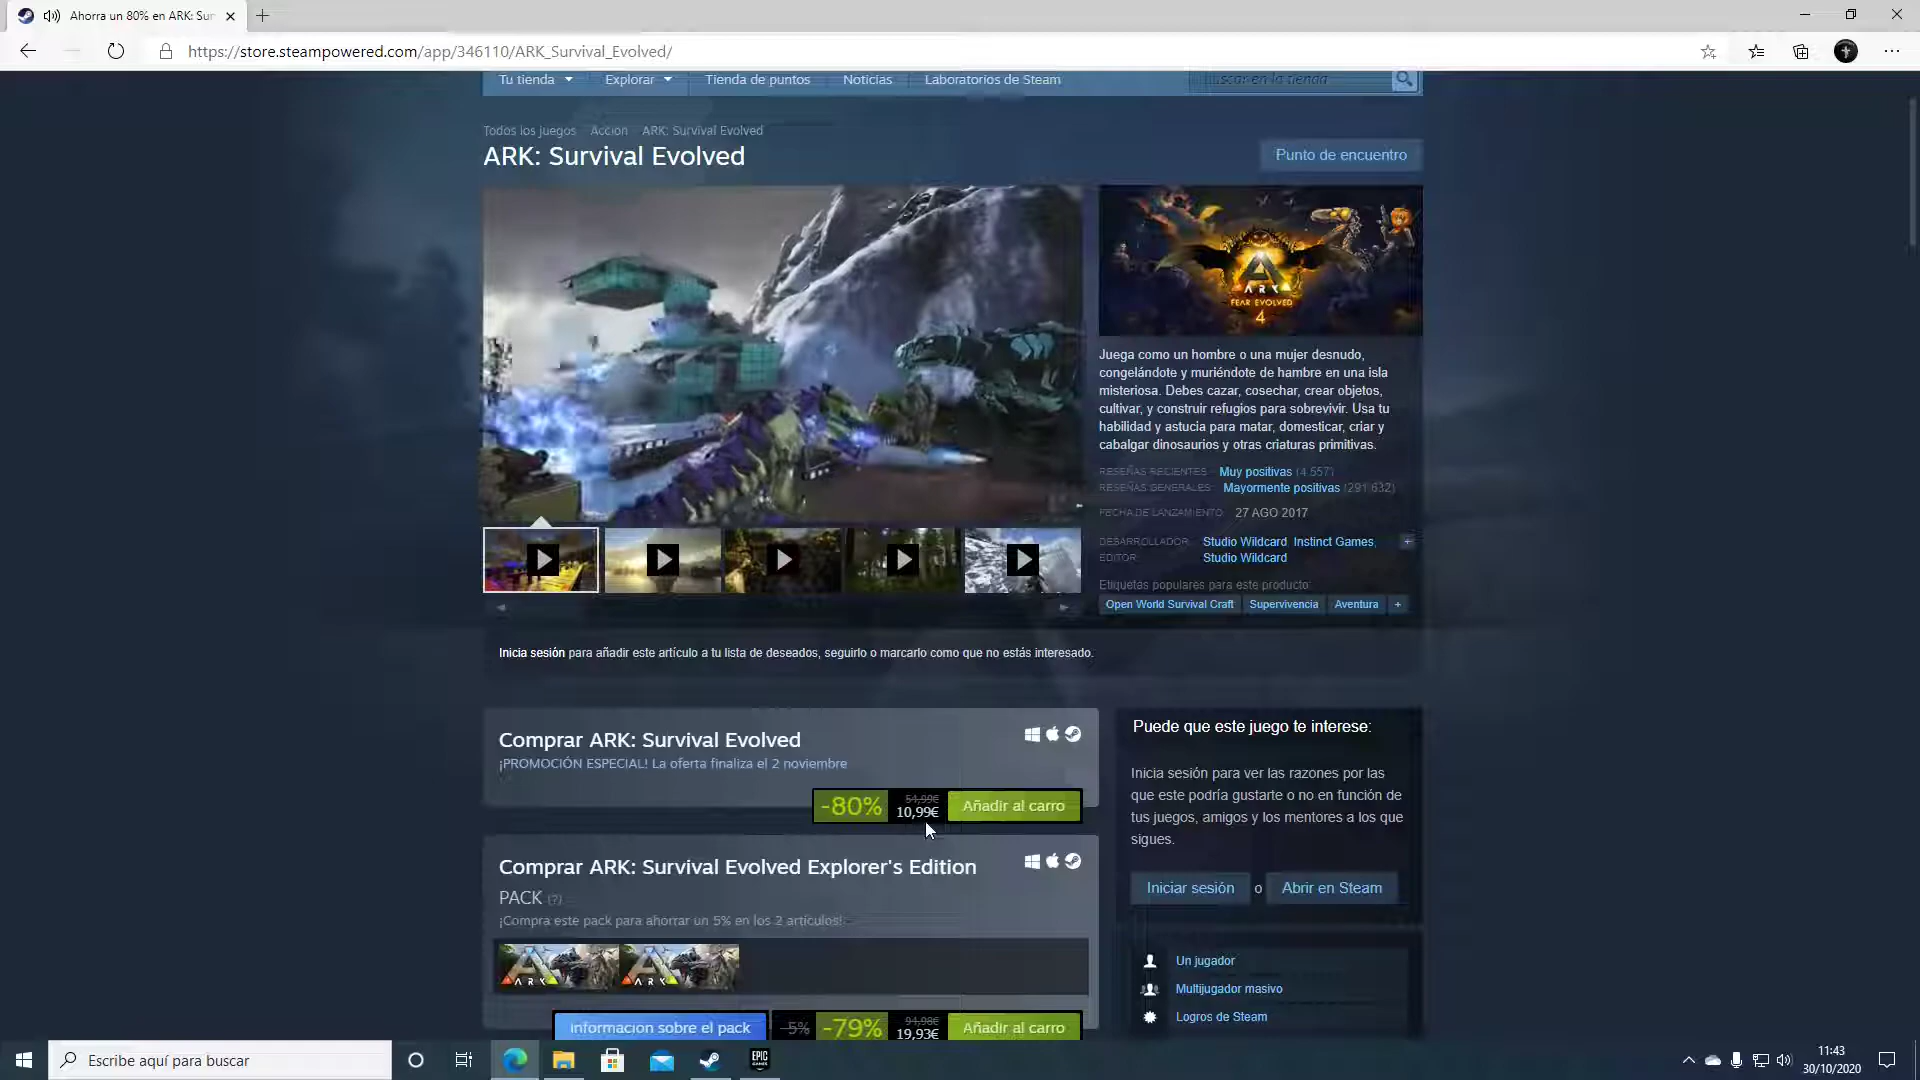 Ahorra un 80% en ARK: Sur
https://store.steampowered.com/app/346110/ARK_Survival_Evolved/
Tu tienda
Explorar
Tienda de puntos
Noticias
Laboratorios de Steam
uscar en la tienda
Todos los juegos
Acción
ARK: Survival Evolved
ARK: Survival Evolved
Punto de encuentro
ARK
FEAR EVOLVED
4
Juega como un hombre o una mujer desnudo,
congelándote y muriéndote de hambre en una isla
misteriosa. Debes cazar, cosechar, crear objetos,
cultivar, y construir refugios para sobrevivir. Usa tu
habilidad y astucia para matar, domesticar, criar y
cabalgar dinosaurios y otras criaturas primitivas.
RESEÑAS RECIENTES: Muy positivas (4 557)
RESEÑAS GENERALES: Mayormente positivas (291 632)
FECHA DE LANZAMIENTO: 27 AGO 2017
DESARROLLADOR: Studio Wildcard, Instinct Games, +
EDITOR: Studio Wildcard
Etiquetas populares para este producto:
Open World Survival Craft Supervivencia Aventura +
Inicia sesión para añadir este artículo a tu lista de deseados, seguirlo o marcarlo como que no estás interesado.
Comprar ARK: Survival Evolved
¡PROMOCIÓN ESPECIAL! La oferta finaliza el 2 noviembre
-80% 54,99€ 10,99€ Añadir al carro
Comprar ARK: Survival Evolved Explorer's Edition
PACK (?)
¡Compra este pack para ahorrar un 5% en los 2 artículos!
ARK ARK
Información sobre el pack -5% -79% 94,98€ 19,93€ Añadir al carro
Puede que este juego te interese:
Inicia sesión para ver las razones por las
que este podría gustarte o no en función de
tus juegos, amigos y los mentores a los que
sigues.
Iniciar sesión o Abrir en Steam
Un jugador
Multijugador masivo
Logros de Steam
Escribe aquí para buscar
EPIC
GAMES
11:43
30/10/2020